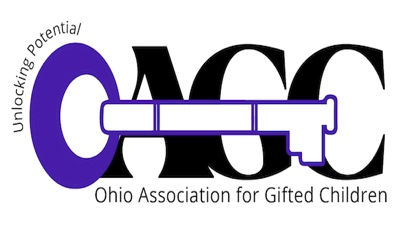 Unlocking Potential
OAGC
Ohio Association for Gifted Children